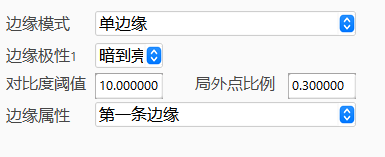 边缘模式 单边缘
边缘极性1 暗到亮
对比度阈值 10.000000 局外点比例 0.300000
边缘属性 第一条边缘